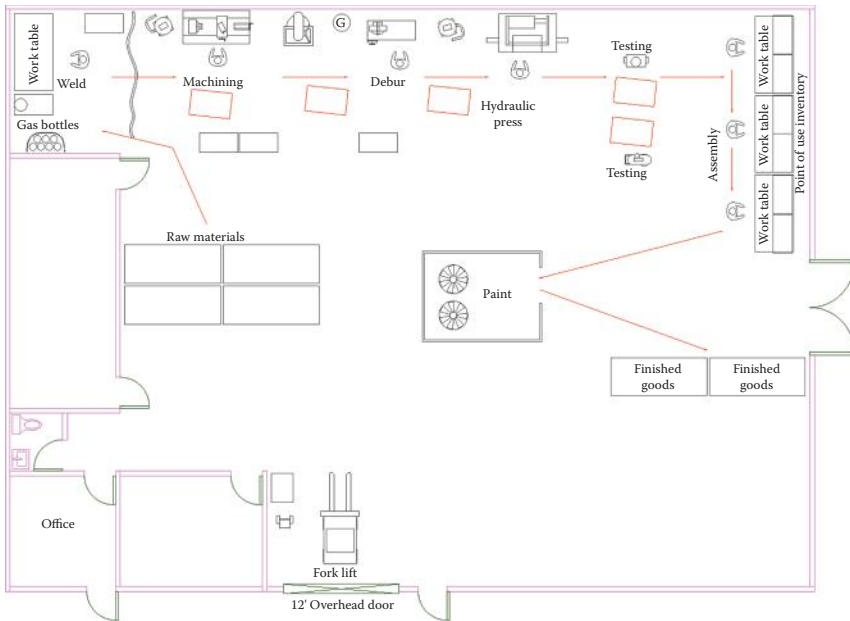 Work table
Weld
Gas bottles
Machining
G
Debur
Hydraulic
press
Testing
Testing
Assembly
Work table
Work table
Work table
Point of use inventory
Raw materials
Paint
Finished
goods
Finished
goods
Office
Fork lift
12' Overhead door